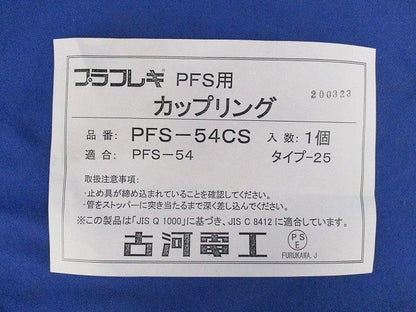 プラフレキ PFS用
200323
カップリング
品番: PFS-54CS 入数: 1個
適合: PFS-54 タイプ-25
取扱注意事項:
・止め具が締め込まれていることを確認してください。
・管をストッパーに突き当たるまで深く差し込んでください。
※この製品は「JIS Q 1000」に基づき、JIS C 8412 に適合しています。
古河電工
PS
E
FURUKAWA. J